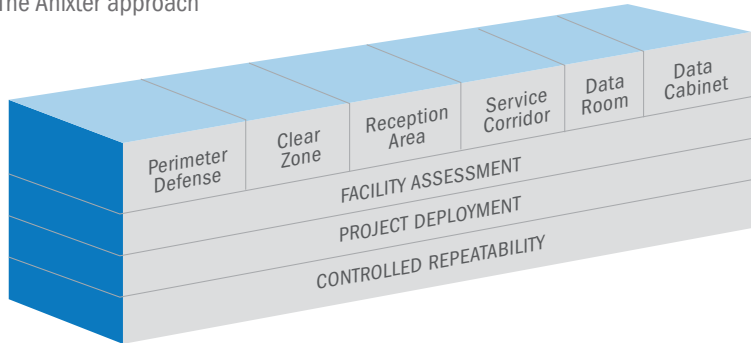 The Anixter approach
Perimeter
Defense
Clear
Zone
Reception
Area
Service
Corridor
Data
Room
Data
Cabinet
FACILITY ASSESSMENT
PROJECT DEPLOYMENT
CONTROLLED REPEATABILITY